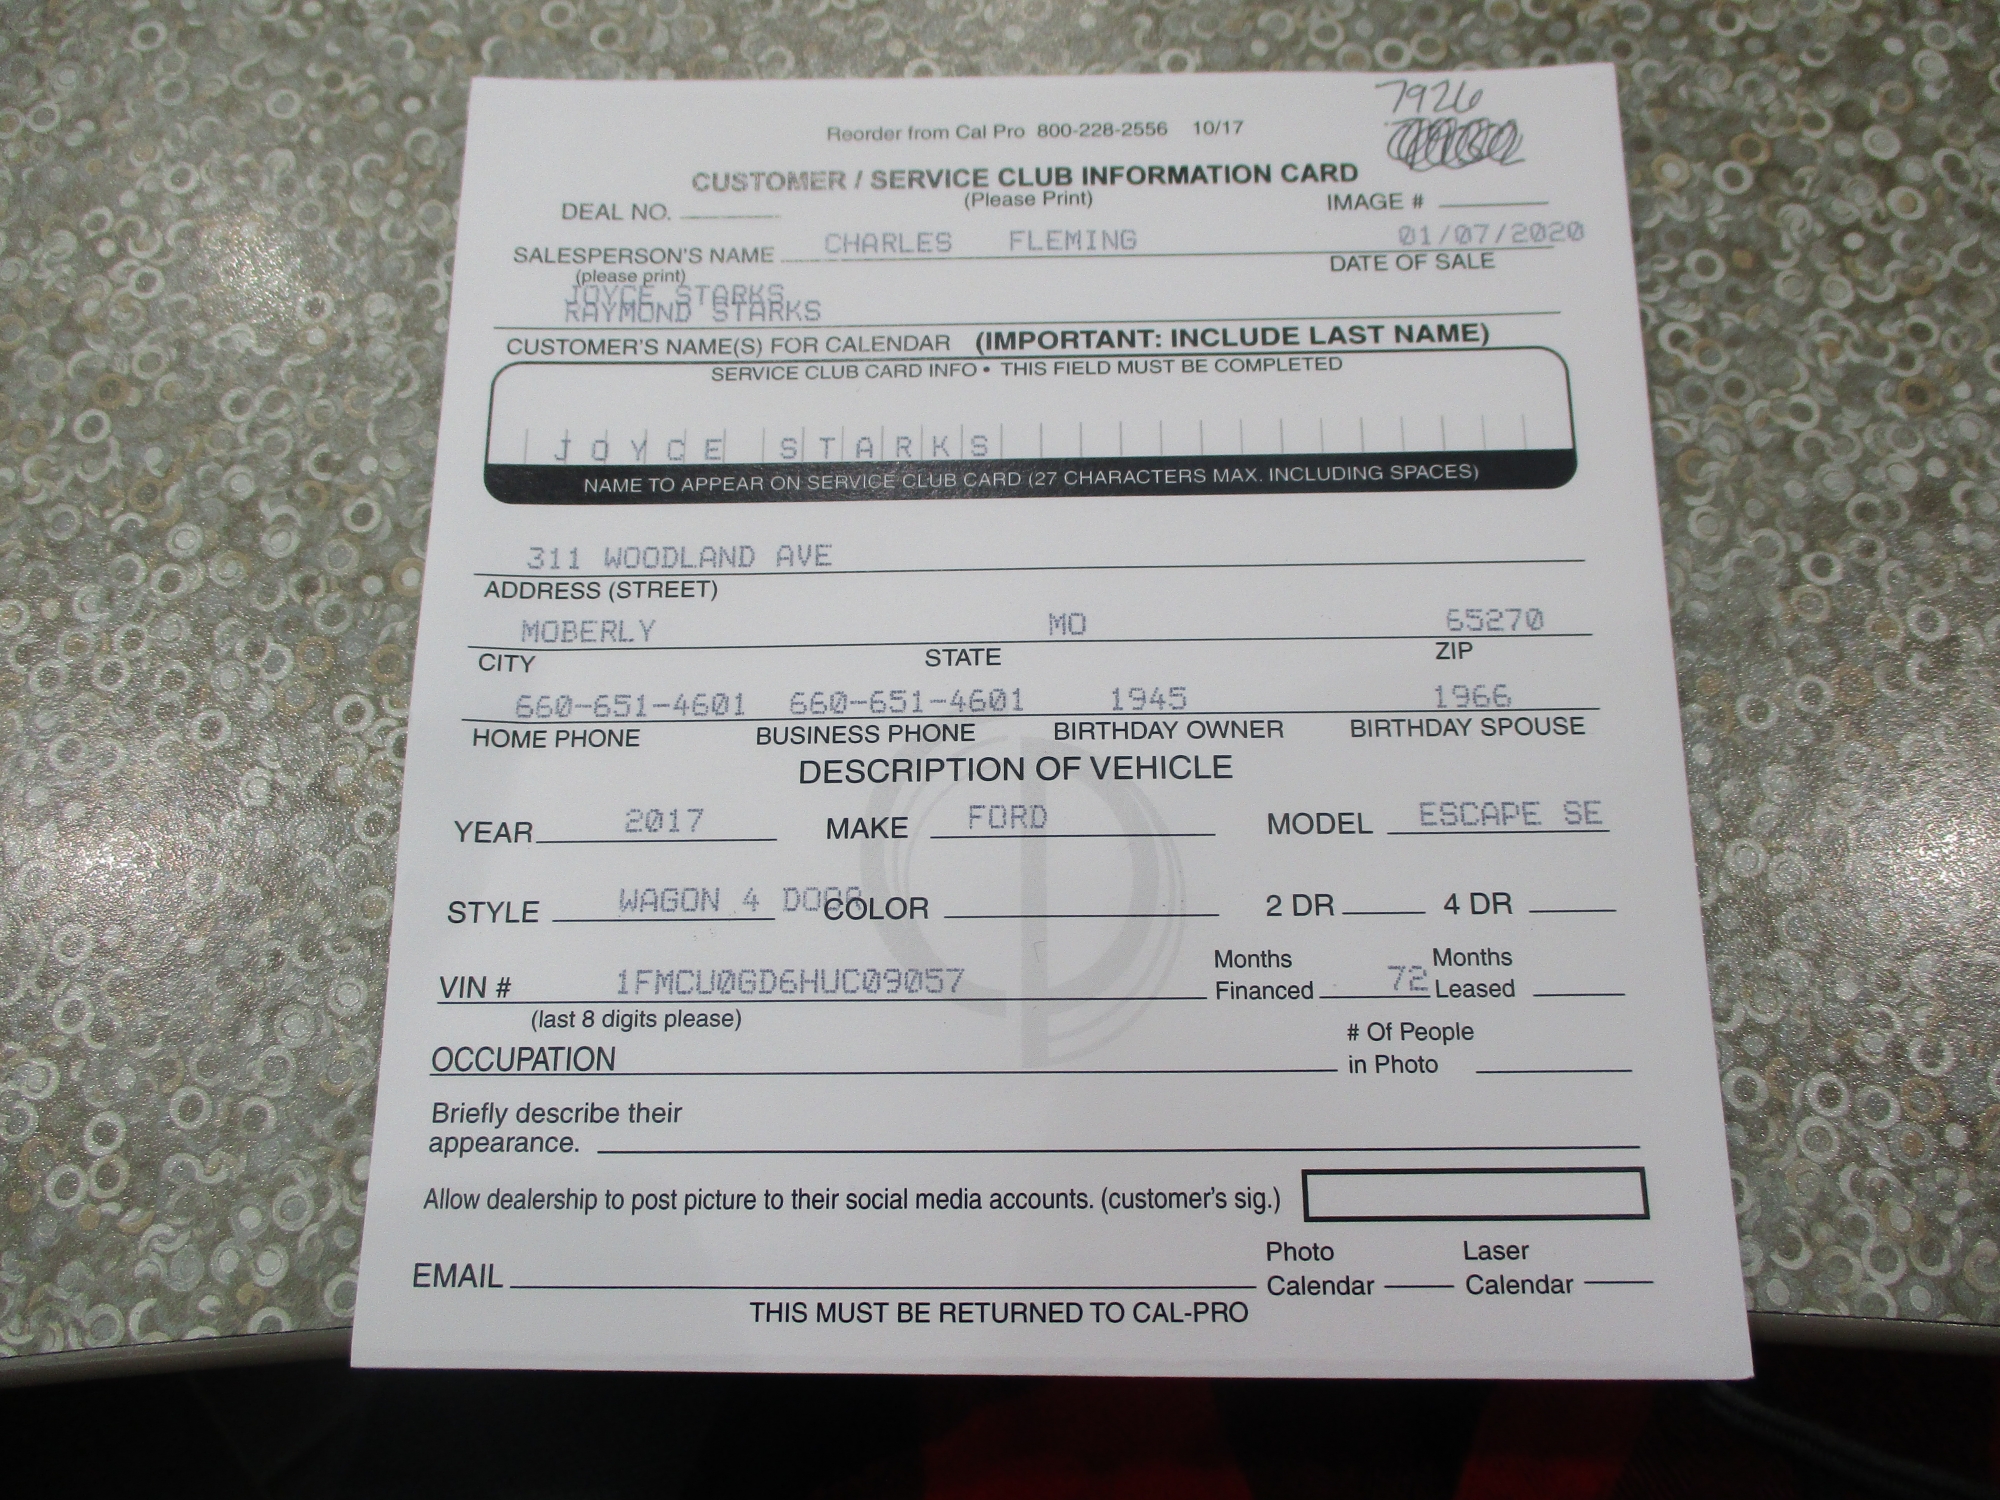 7926
Reorder from Cal Pro 800-228-2556 10/17
CUSTOMER / SERVICE CLUB INFORMATION CARD
(Please Print)
DEAL NO. IMAGE #
SALESPERSON'S NAME CHARLES FLEMING 01/07/2020
(please print) DATE OF SALE
JOYCE STARKS
RAYMOND STARKS
CUSTOMER'S NAME(S) FOR CALENDAR (IMPORTANT: INCLUDE LAST NAME)
SERVICE CLUB CARD INFO • THIS FIELD MUST BE COMPLETED
JOYCE STARKS
NAME TO APPEAR ON SERVICE CLUB CARD (27 CHARACTERS MAX. INCLUDING SPACES)
311 WOODLAND AVE
ADDRESS (STREET)
MOBERLY MO 65270
CITY STATE ZIP
660-651-4601 660-651-4601 1945 1966
HOME PHONE BUSINESS PHONE BIRTHDAY OWNER BIRTHDAY SPOUSE
DESCRIPTION OF VEHICLE
YEAR 2017 MAKE FORD MODEL ESCAPE SE
STYLE WAGON 4 DOOR COLOR 2 DR 4 DR
VIN # 1FMCU0GD6HUC09057 Months Financed 72 Months Leased
(last 8 digits please)
OCCUPATION # Of People in Photo
Briefly describe their
appearance.
Allow dealership to post picture to their social media accounts. (customer's sig.)
EMAIL Photo Calendar Laser Calendar
THIS MUST BE RETURNED TO CAL-PRO